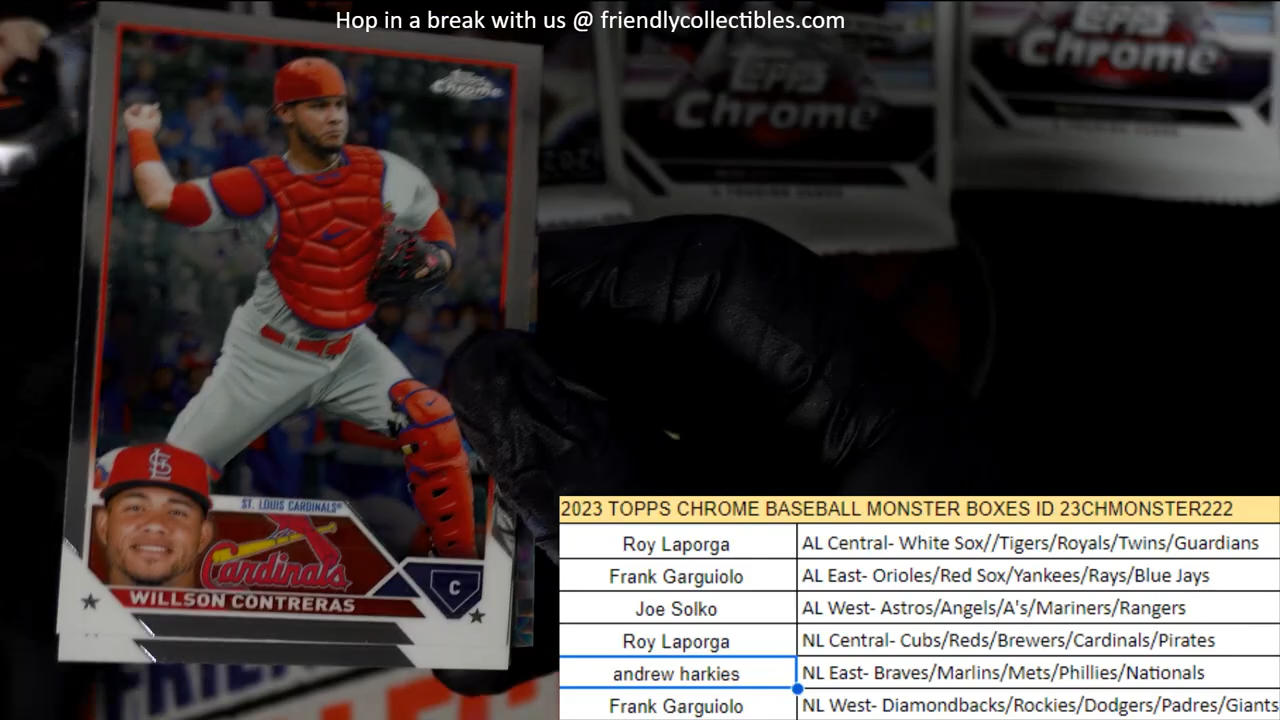 Hop in a break with us @ friendlycollectibles.com
Topps
Chrome
Topps
Chrome
Topps
Chrome
ST. LOUIS CARDINALS®
Cardinals
WILLSON CONTRERAS
C
2023 TOPPS CHROME BASEBALL MONSTER BOXES ID 23CHMONSTER222
Roy Laporga AL Central- White Sox//Tigers/Royals/Twins/Guardians
Frank Garguiolo AL East- Orioles/Red Sox/Yankees/Rays/Blue Jays
Joe Solko AL West- Astros/Angels/A's/Mariners/Rangers
Roy Laporga NL Central- Cubs/Reds/Brewers/Cardinals/Pirates
andrew harkies NL East- Braves/Marlins/Mets/Phillies/Nationals
Frank Garguiolo NL West- Diamondbacks/Rockies/Dodgers/Padres/Giants